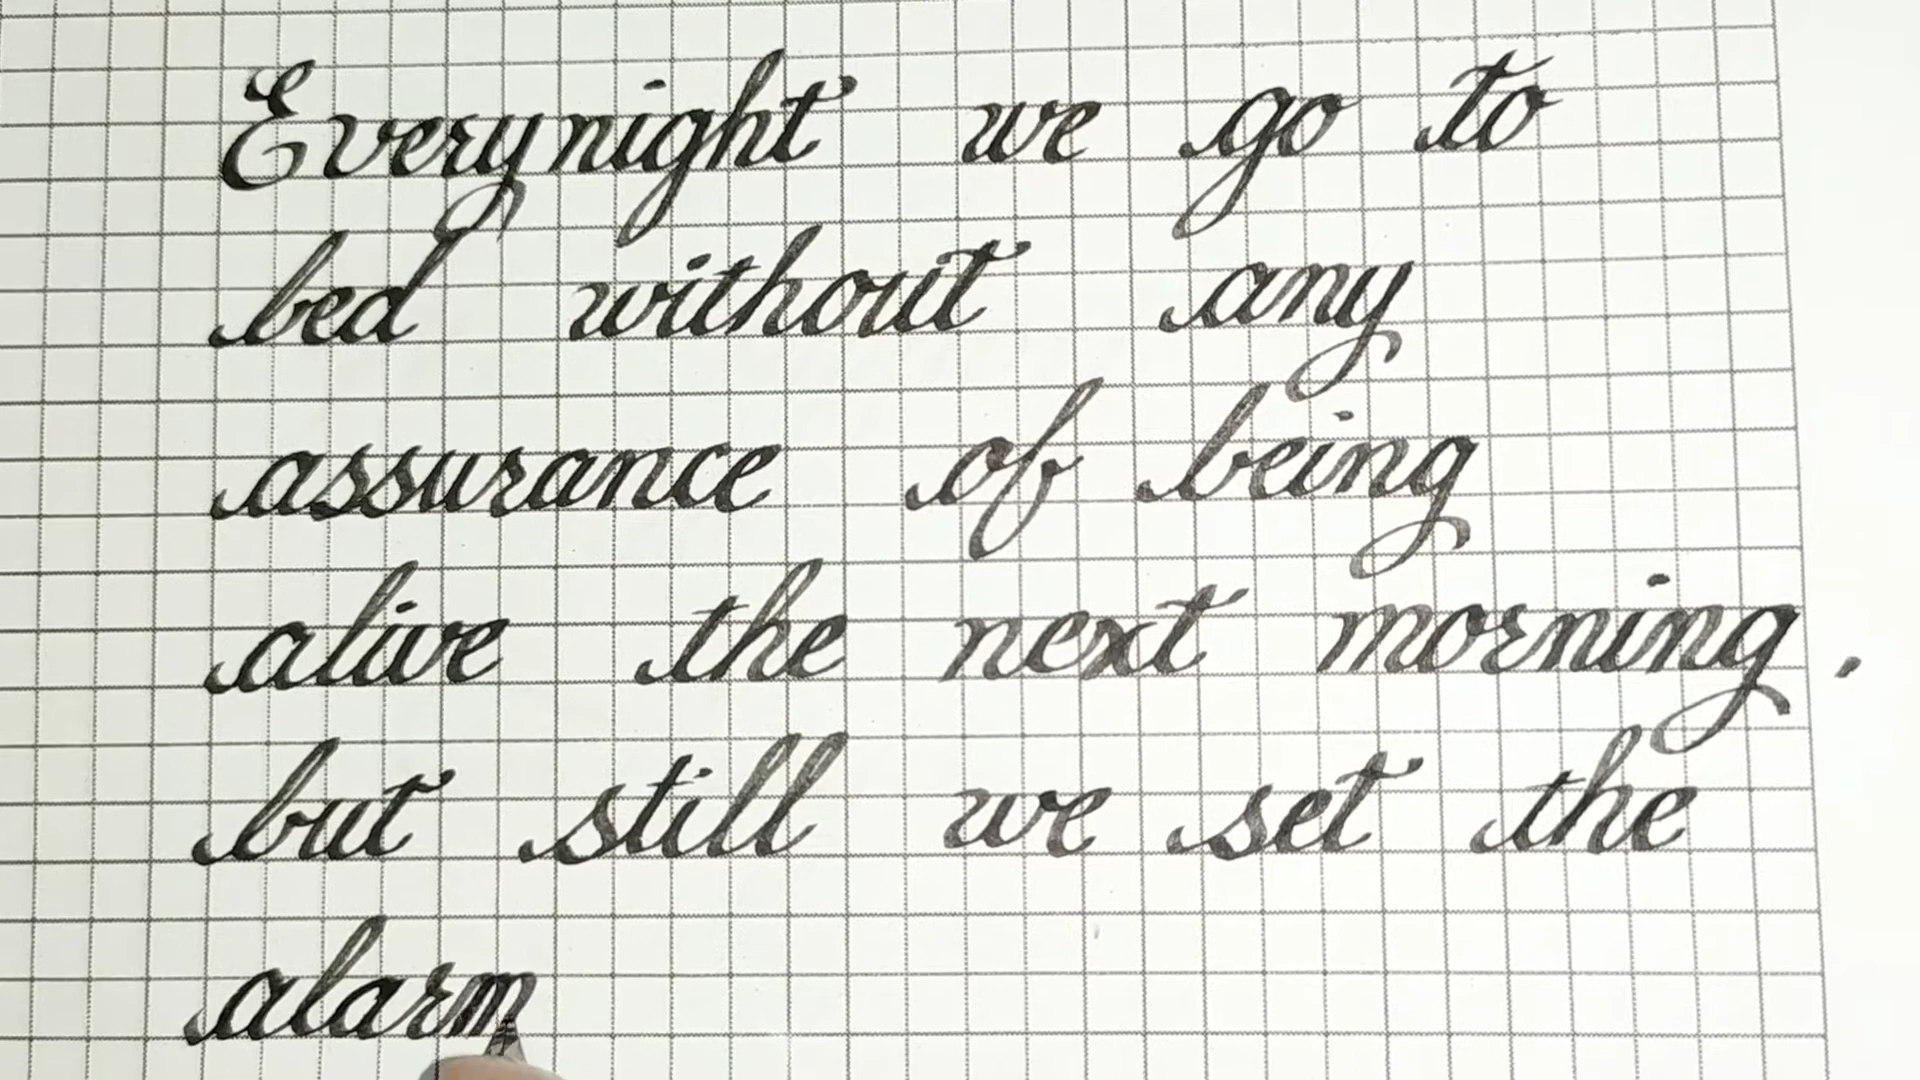 Everynight we go to
bed without any
assurance of being
alive the next morning.
but still we set the
alarm